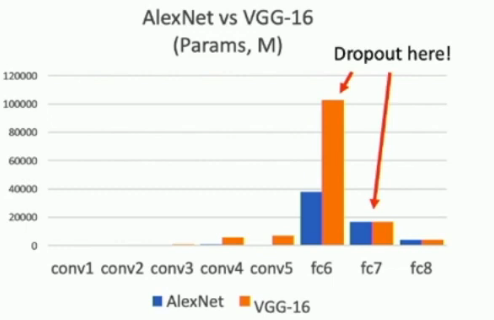 AlexNet vs VGG-16
(Params, M)
Dropout here!
120000
100000
80000
60000
40000
20000
0
conv1 conv2 conv3 conv4 conv5 fc6 fc7 fc8
AlexNet VGG-16